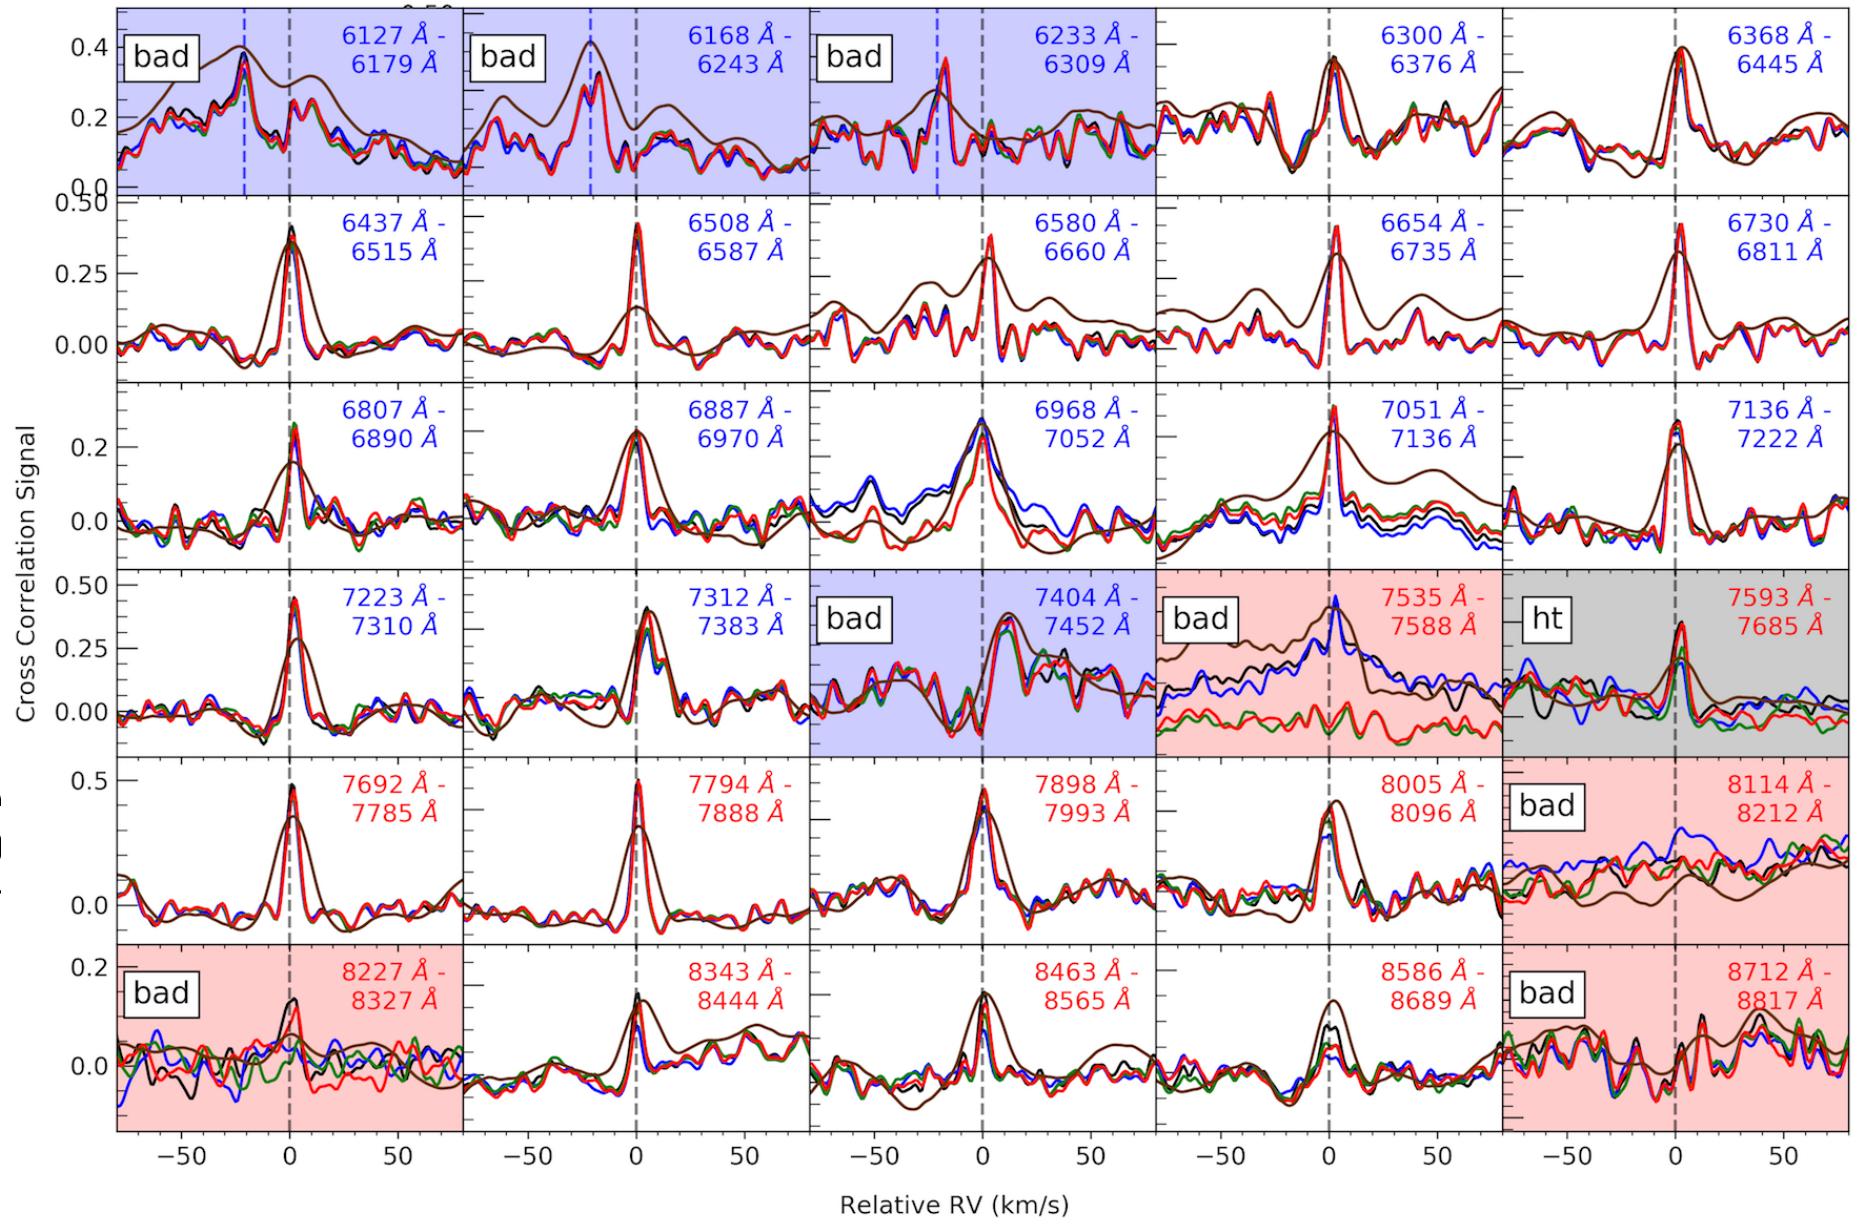 bad
6127 Å -
6179 Å
bad
6168 Å -
6243 Å
bad
6233 Å -
6309 Å
6300 Å -
6376 Å
6368 Å -
6445 Å
0.4
0.2
0.0
6437 Å -
6515 Å
6508 Å -
6587 Å
6580 Å -
6660 Å
6654 Å -
6735 Å
6730 Å -
6811 Å
0.50
0.25
0.00
6807 Å -
6890 Å
6887 Å -
6970 Å
6968 Å -
7052 Å
7051 Å -
7136 Å
7136 Å -
7222 Å
0.2
0.0
Cross Correlation Signal
7223 Å -
7310 Å
7312 Å -
7383 Å
bad
7404 Å -
7452 Å
bad
7535 Å -
7588 Å
ht
7593 Å -
7685 Å
0.50
0.25
0.00
7692 Å -
7785 Å
7794 Å -
7888 Å
7898 Å -
7993 Å
8005 Å -
8096 Å
bad
8114 Å -
8212 Å
0.5
0.0
bad
8227 Å -
8327 Å
8343 Å -
8444 Å
8463 Å -
8565 Å
8586 Å -
8689 Å
bad
8712 Å -
8817 Å
0.2
0.0
−50 0 50 −50 0 50 −50 0 50 −50 0 50 −50 0 50
Relative RV (km/s)